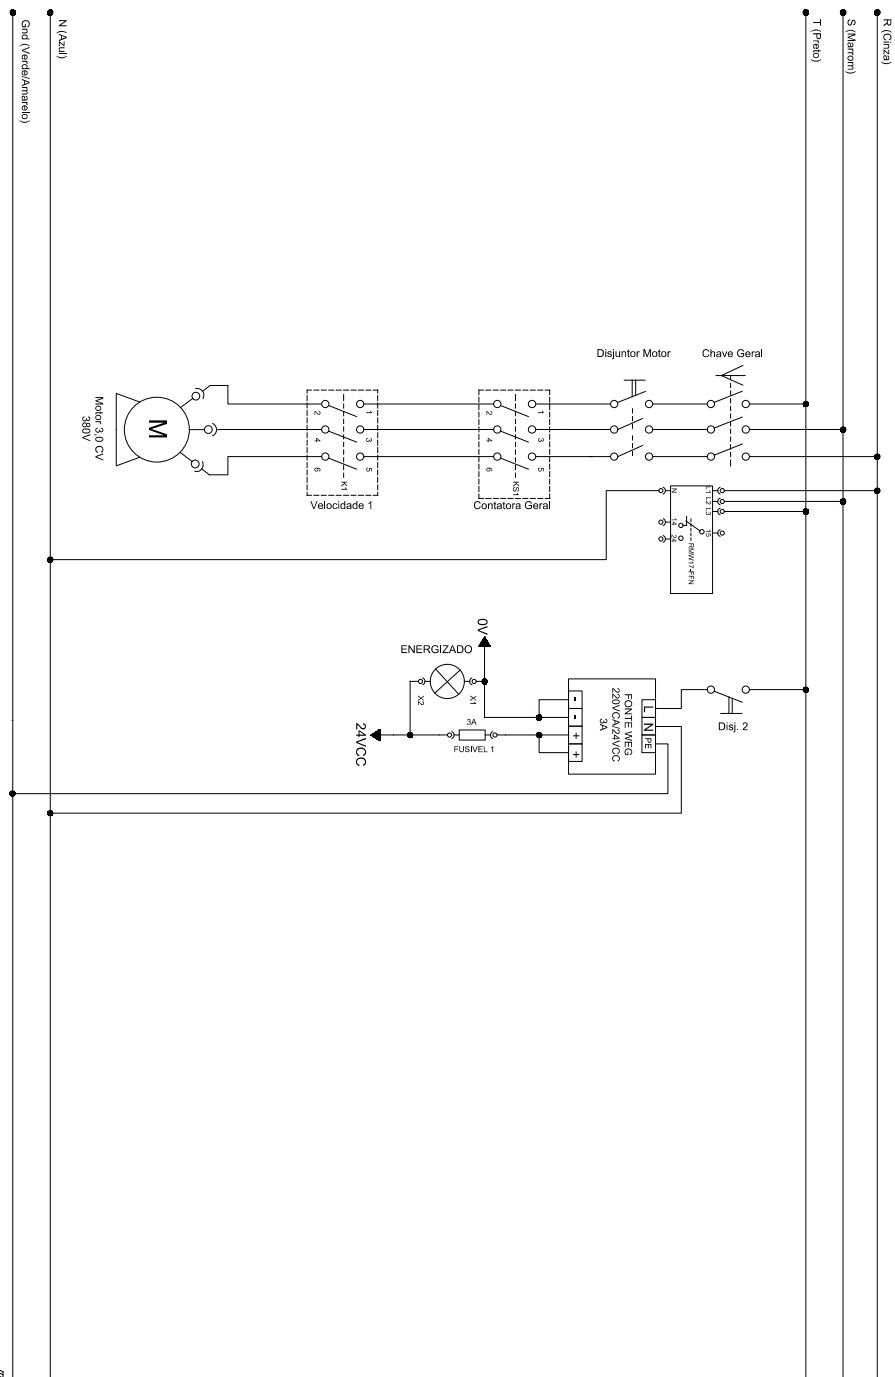 R (Cinza)
S (Marrom)
T (Preto)
N (Azul)
Gnd (Verde/Amarelo)
Disjuntor Motor
Chave Geral
1
2
3
4
5
6
K1
Velocidade 1
1
2
3
4
5
6
KS1
Contatora Geral
M
Motor 3,0 CV
380V
L1
L2
L3
N
14
24
15
RMW17-FFN
0V
ENERGIZADO
X1
X2
3A
FUSIVEL 1
24VCC
-
-
+
+
FONTE WEG
220VCA/24VCC
3A
L
N
PE
Disj. 2